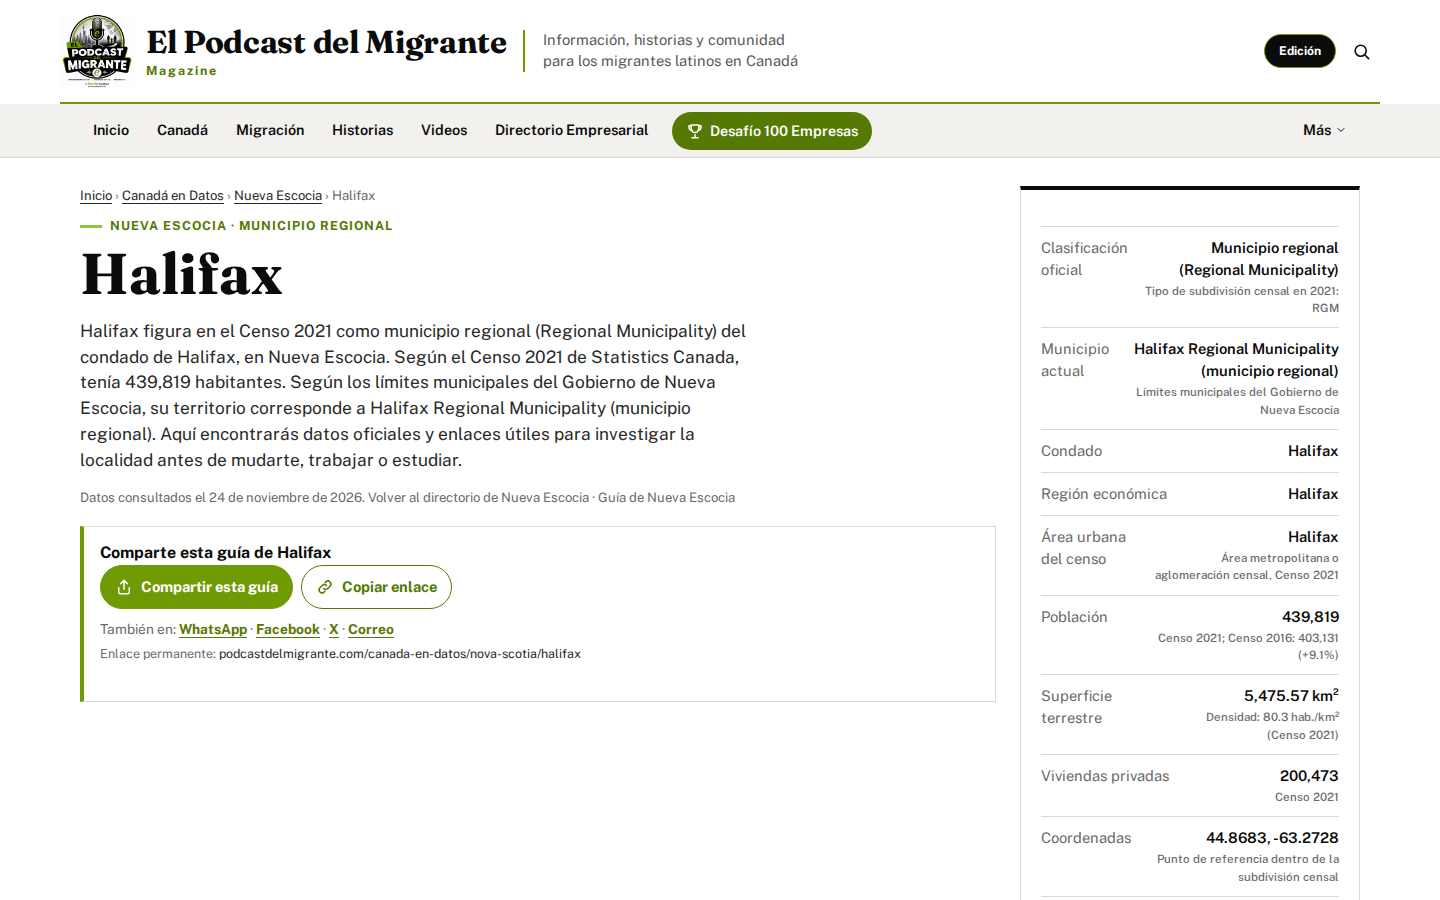 EL
PODCAST
DEL
MIGRANTE
El Podcast del Migrante
Magazine
Información, historias y comunidad
para los migrantes latinos en Canadá
Edición
Inicio
Canadá
Migración
Historias
Videos
Directorio Empresarial
Desafío 100 Empresas
Más
Inicio › Canadá en Datos › Nueva Escocia › Halifax
NUEVA ESCOCIA · MUNICIPIO REGIONAL
Halifax
Halifax figura en el Censo 2021 como municipio regional (Regional Municipality) del
condado de Halifax, en Nueva Escocia. Según el Censo 2021 de Statistics Canada,
tenía 439,819 habitantes. Según los límites municipales del Gobierno de Nueva
Escocia, su territorio corresponde a Halifax Regional Municipality (municipio
regional). Aquí encontrarás datos oficiales y enlaces útiles para investigar la
localidad antes de mudarte, trabajar o estudiar.
Datos consultados el 24 de noviembre de 2026. Volver al directorio de Nueva Escocia · Guía de Nueva Escocia
Comparte esta guía de Halifax
Compartir esta guía
Copiar enlace
También en: WhatsApp · Facebook · X · Correo
Enlace permanente: podcastdelmigrante.com/canada-en-datos/nova-scotia/halifax
Clasificación
oficial
Municipio regional
(Regional Municipality)
Tipo de subdivisión censal en 2021:
RGM
Municipio
actual
Halifax Regional Municipality
(municipio regional)
Límites municipales del Gobierno de
Nueva Escocia
Condado
Halifax
Región económica
Halifax
Área urbana
del censo
Halifax
Área metropolitana o
aglomeración censal, Censo 2021
Población
439,819
Censo 2021; Censo 2016: 403,131
(+9.1%)
Superficie
terrestre
5,475.57 km²
Densidad: 80.3 hab./km²
(Censo 2021)
Viviendas privadas
200,473
Censo 2021
Coordenadas
44.8683, -63.2728
Punto de referencia dentro de la
subdivisión censal